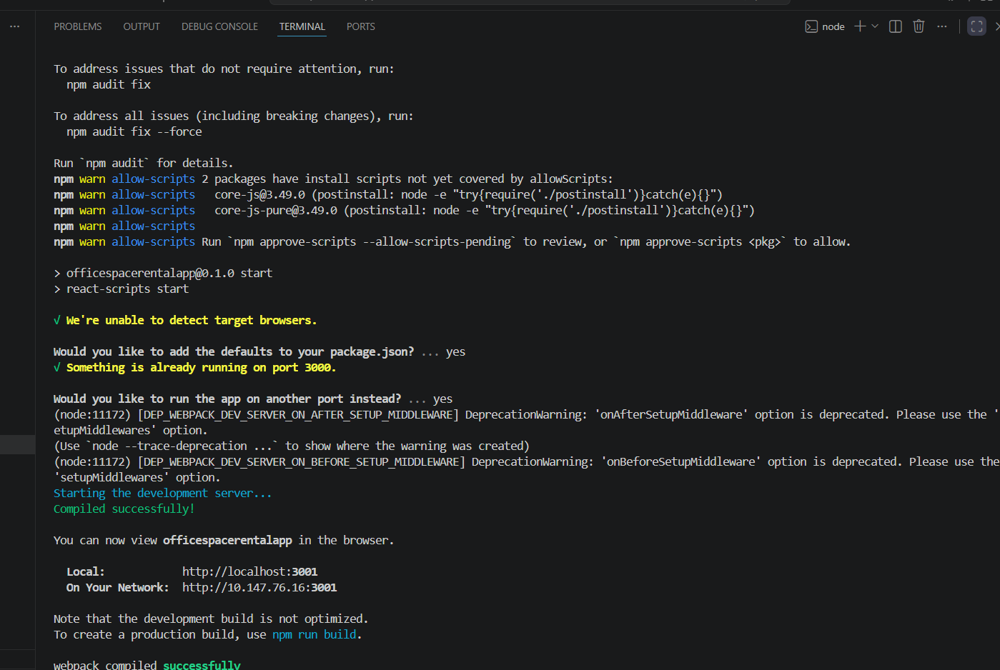 PROBLEMS OUTPUT DEBUG CONSOLE TERMINAL PORTS node
To address issues that do not require attention, run:
  npm audit fix
To address all issues (including breaking changes), run:
  npm audit fix --force
Run `npm audit` for details.
npm warn allow-scripts 2 packages have install scripts not yet covered by allowScripts:
npm warn allow-scripts   core-js@3.49.0 (postinstall: node -e "try{require('./postinstall')}catch(e){}")
npm warn allow-scripts   core-js-pure@3.49.0 (postinstall: node -e "try{require('./postinstall')}catch(e){}")
npm warn allow-scripts
npm warn allow-scripts Run `npm approve-scripts --allow-scripts-pending` to review, or `npm approve-scripts <pkg>` to allow.
> officespacerentalapp@0.1.0 start
> react-scripts start
√ We're unable to detect target browsers.
Would you like to add the defaults to your package.json? ... yes
√ Something is already running on port 3000.
Would you like to run the app on another port instead? ... yes
(node:11172) [DEP_WEBPACK_DEV_SERVER_ON_AFTER_SETUP_MIDDLEWARE] DeprecationWarning: 'onAfterSetupMiddleware' option is deprecated. Please use the '
etupMiddlewares' option.
(Use `node --trace-deprecation ...` to show where the warning was created)
(node:11172) [DEP_WEBPACK_DEV_SERVER_ON_BEFORE_SETUP_MIDDLEWARE] DeprecationWarning: 'onBeforeSetupMiddleware' option is deprecated. Please use the
'setupMiddlewares' option.
Starting the development server...
Compiled successfully!
You can now view officespacerentalapp in the browser.
  Local:            http://localhost:3001
  On Your Network:  http://10.147.76.16:3001
Note that the development build is not optimized.
To create a production build, use npm run build.
webpack compiled successfully